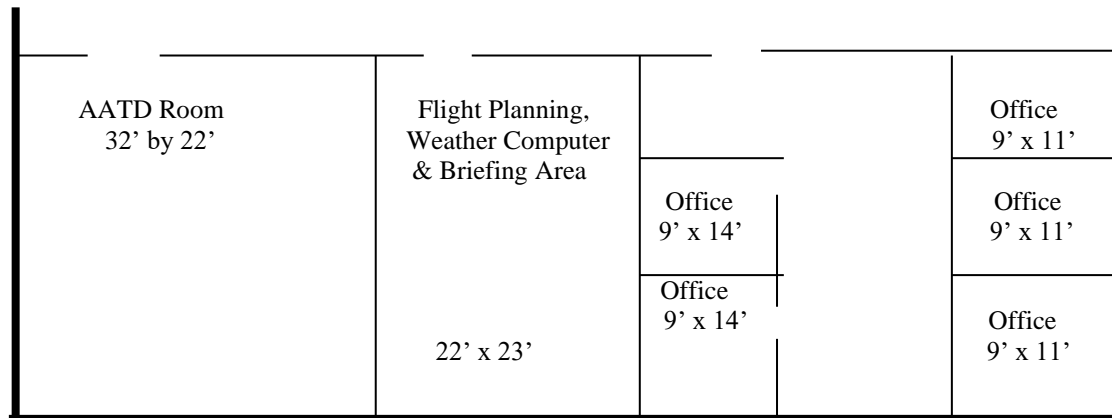 AATD Room
32’ by 22’
Flight Planning,
Weather Computer
& Briefing Area
22’ x 23’
Office
9’ x 14’
Office
9’ x 14’
Office
9’ x 11’
Office
9’ x 11’
Office
9’ x 11’